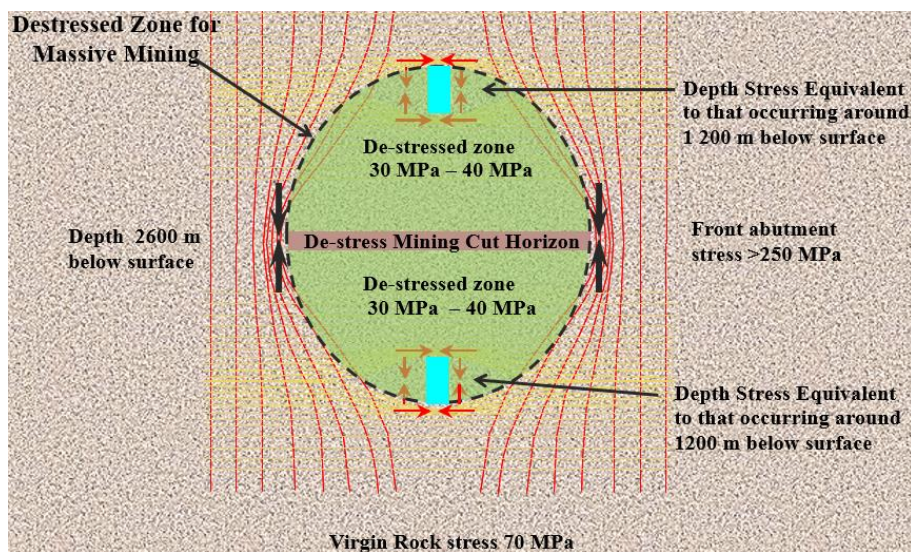 Destressed Zone for
Massive Mining
Depth Stress Equivalent
to that occurring around
1 200 m below surface
De-stressed zone
30 MPa – 40 MPa
Depth 2600 m
below surface
De-stress Mining Cut Horizon
Front abutment
stress >250 MPa
De-stressed zone
30 MPa – 40 MPa
Depth Stress Equivalent
to that occurring around
1200 m below surface
Virgin Rock stress 70 MPa